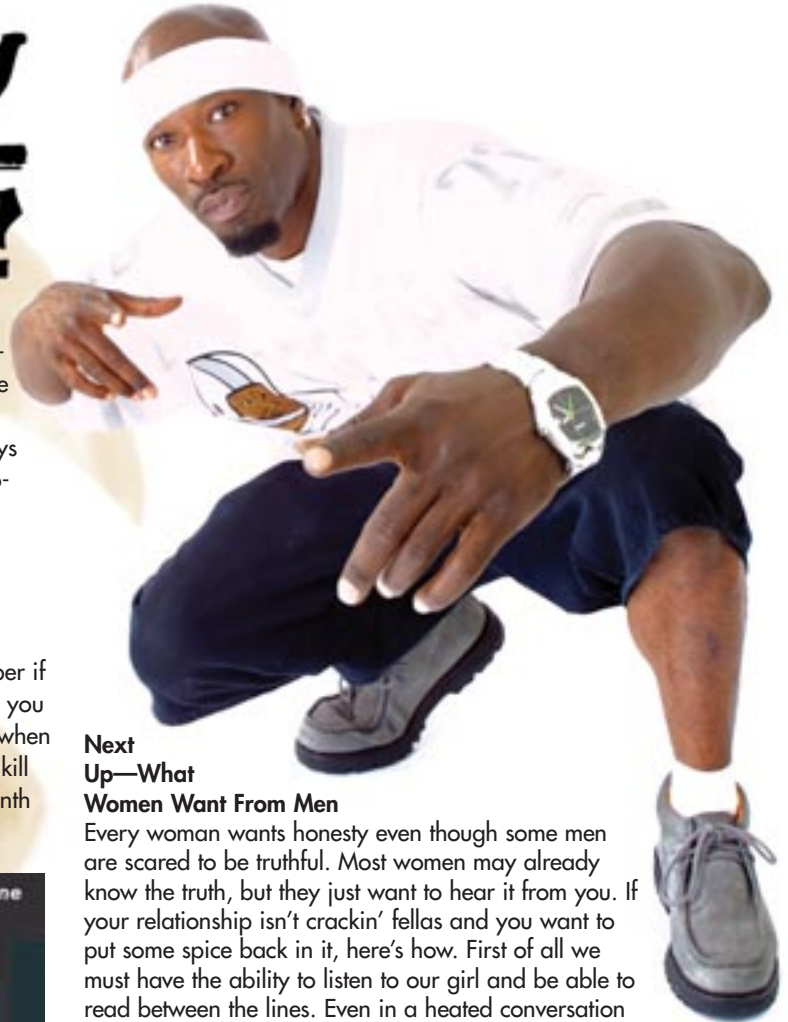 ys
per if
you
when
kill
nth
ne
Next
Up—What
Women Want From Men
Every woman wants honesty even though some men
are scared to be truthful. Most women may already
know the truth, but they just want to hear it from you. If
your relationship isn’t crackin’ fellas and you want to
put some spice back in it, here’s how. First of all we
must have the ability to listen to our girl and be able to
read between the lines. Even in a heated conversation